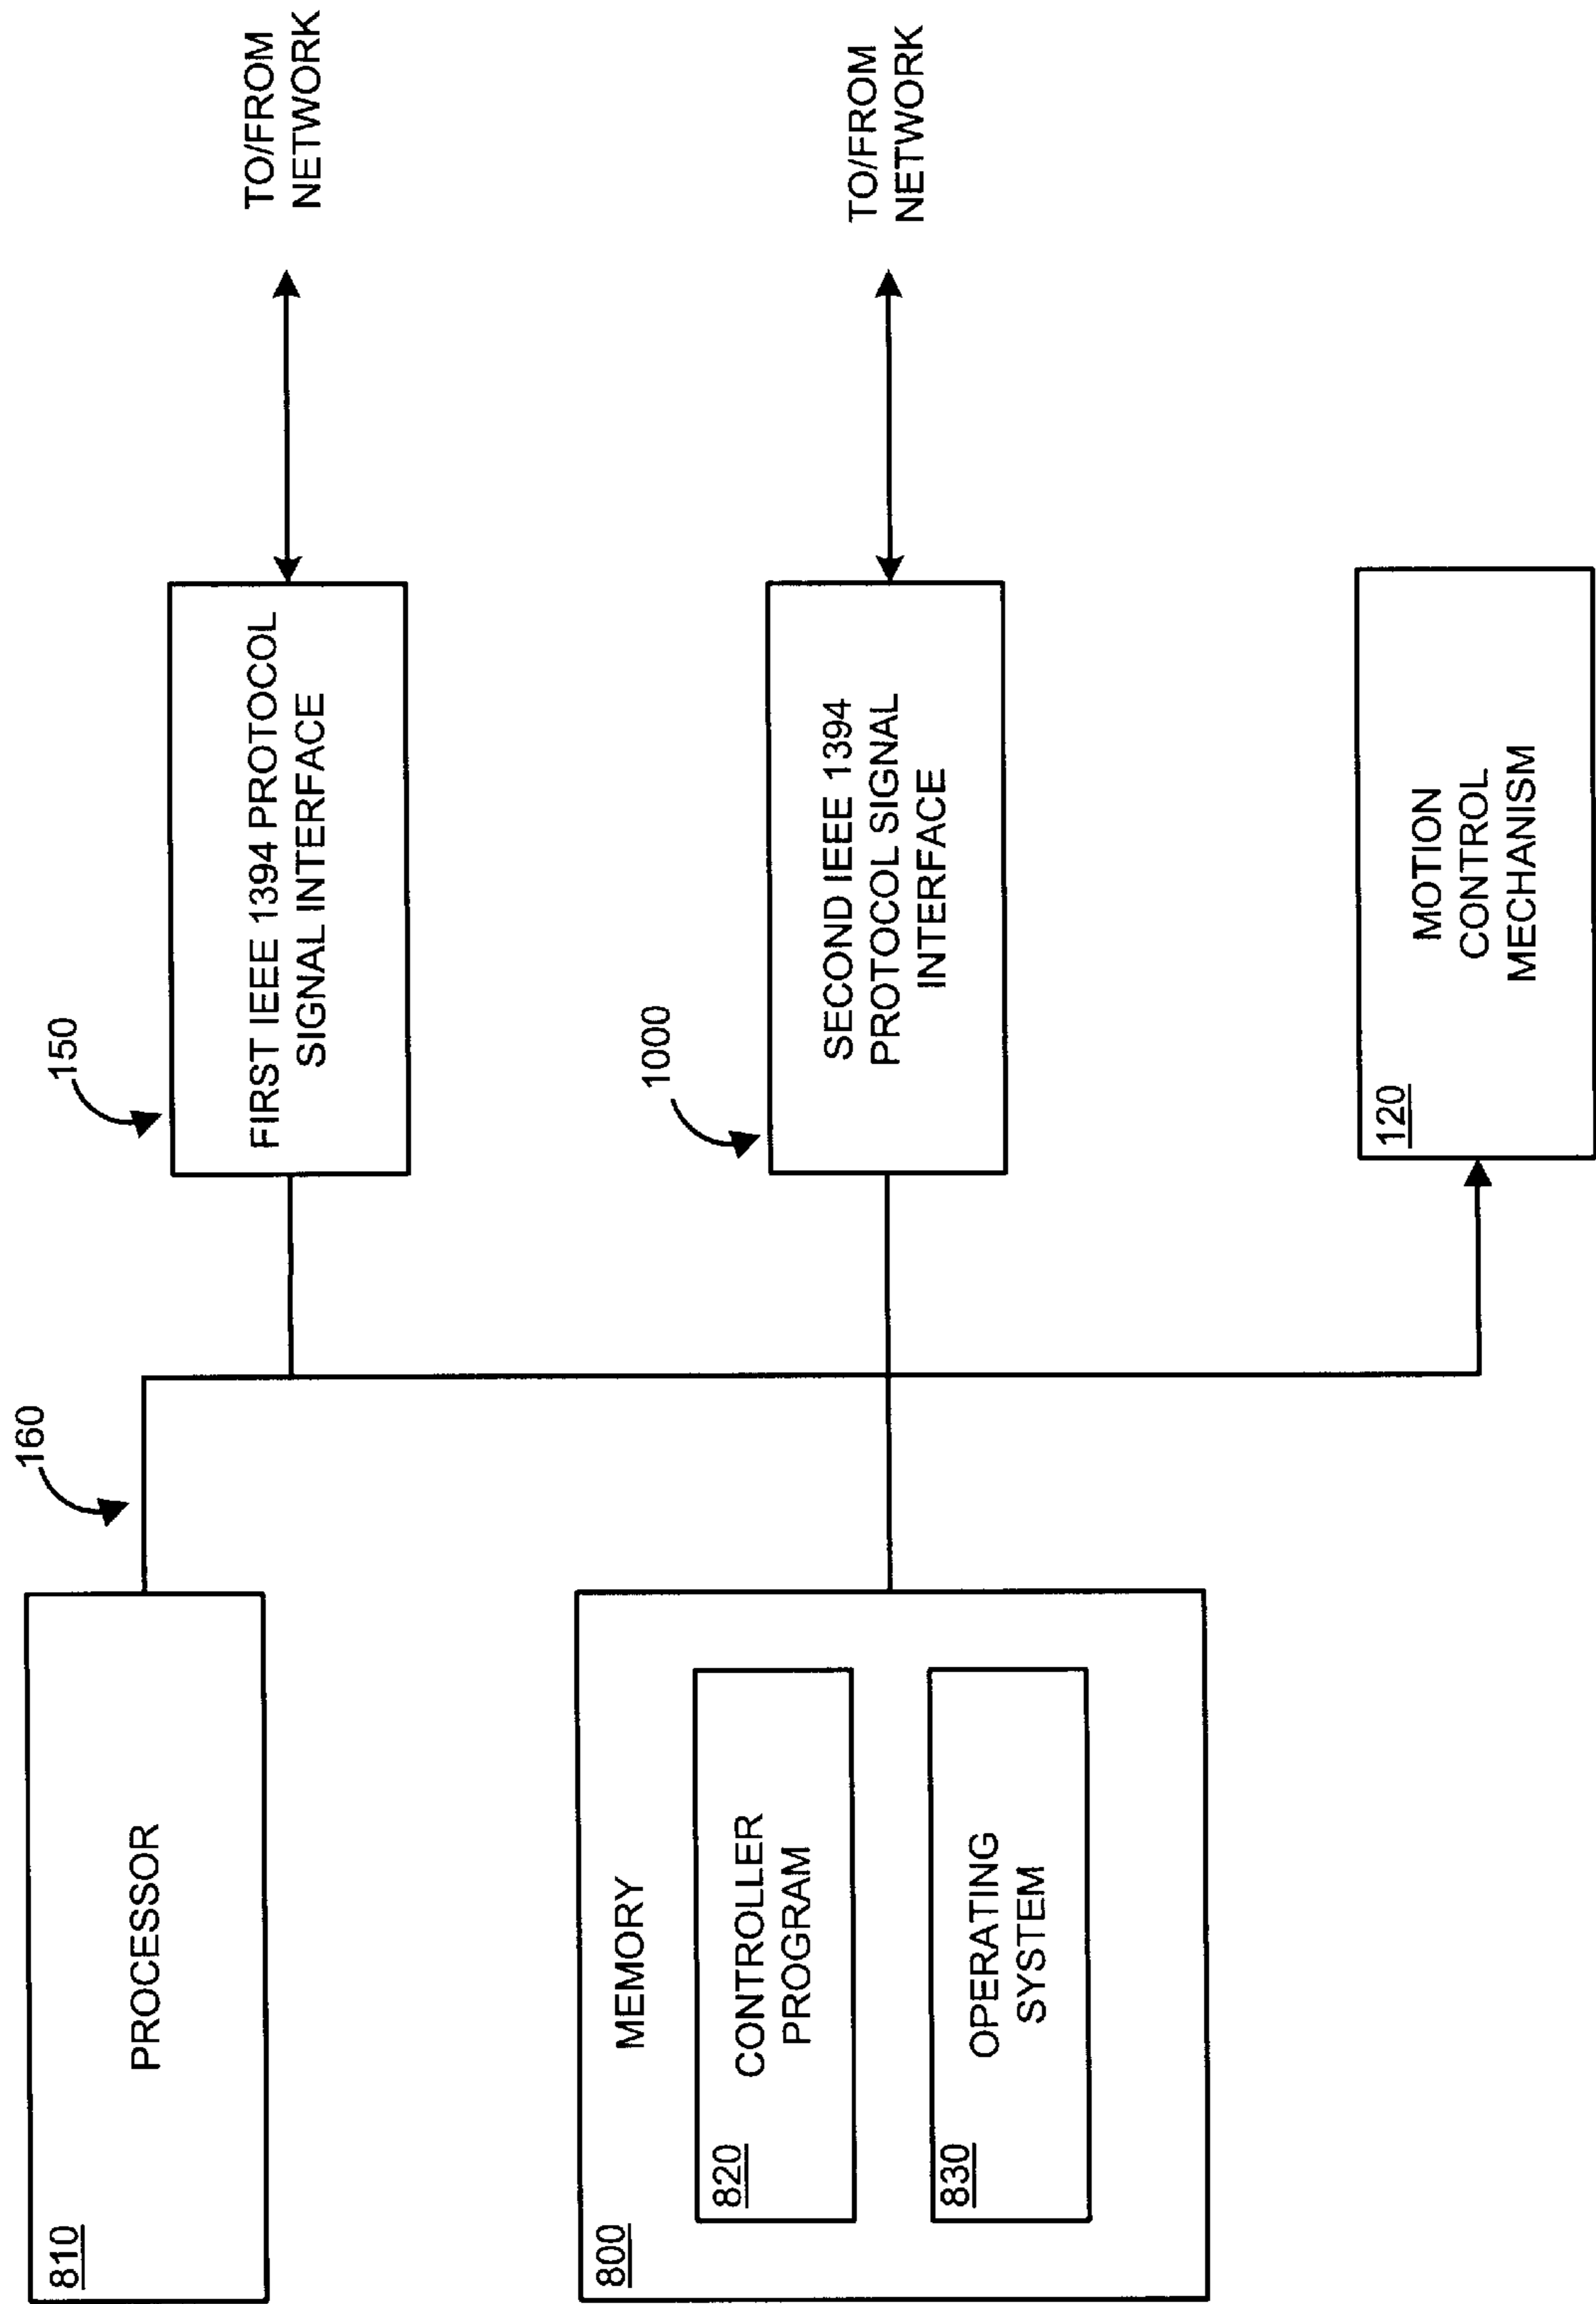 810
PROCESSOR
160
150
FIRST IEEE 1394 PROTOCOL
SIGNAL INTERFACE
TO/FROM
NETWORK
800
MEMORY
820
CONTROLLER
PROGRAM
830
OPERATING
SYSTEM
1000
SECOND IEEE 1394
PROTOCOL SIGNAL
INTERFACE
TO/FROM
NETWORK
120
MOTION
CONTROL
MECHANISM